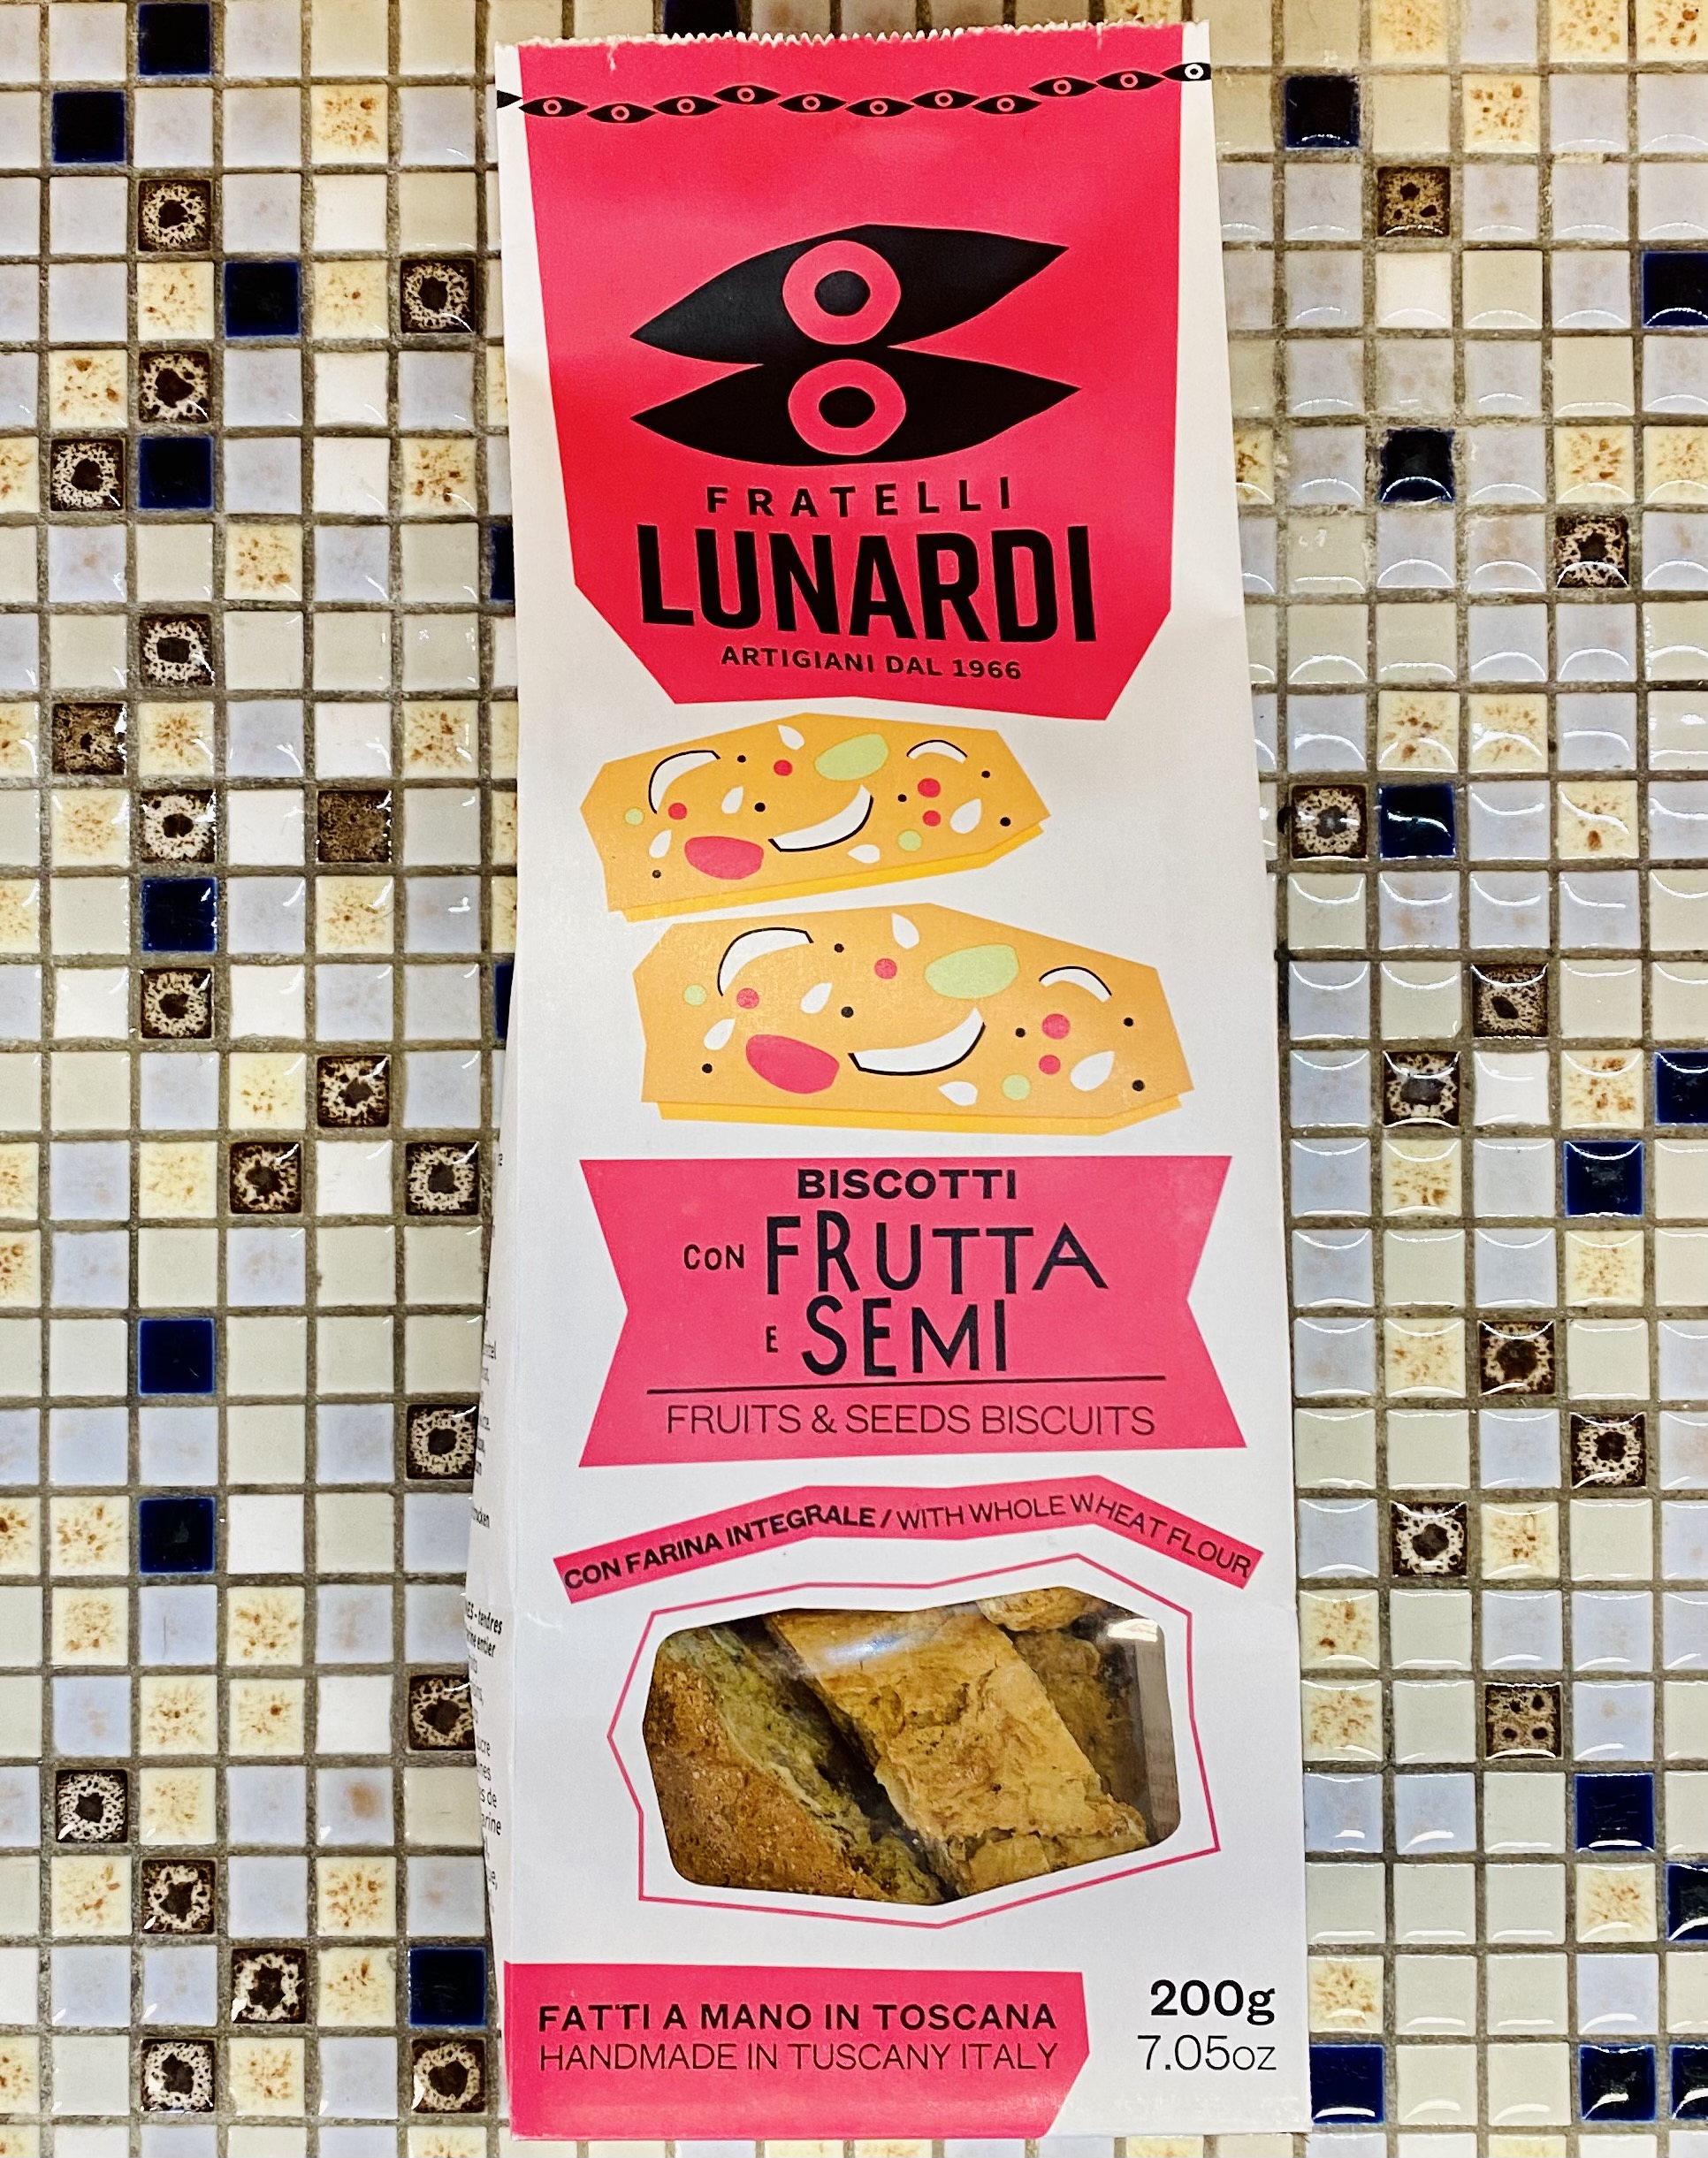 FRATELLI
LUNARDI
ARTIGIANI DAL 1966
BISCOTTI
CON FRUTTA
E SEMI
FRUITS & SEEDS BISCUITS
CON FARINA INTEGRALE / WITH WHOLE WHEAT FLOUR
FATTI A MANO IN TOSCANA
HANDMADE IN TUSCANY ITALY
200g
7.05oz